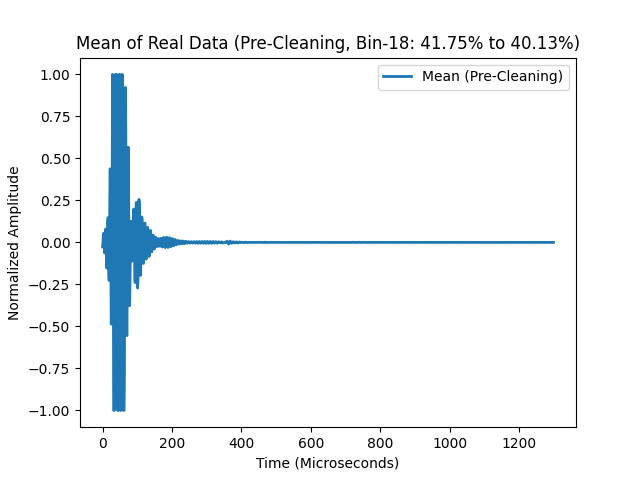 Mean of Real Data (Pre-Cleaning, Bin-18: 41.75% to 40.13%)
Mean (Pre-Cleaning)
1.00
0.75
0.50
0.25
0.00
−0.25
−0.50
−0.75
−1.00
Normalized Amplitude
0 200 400 600 800 1000 1200
Time (Microseconds)